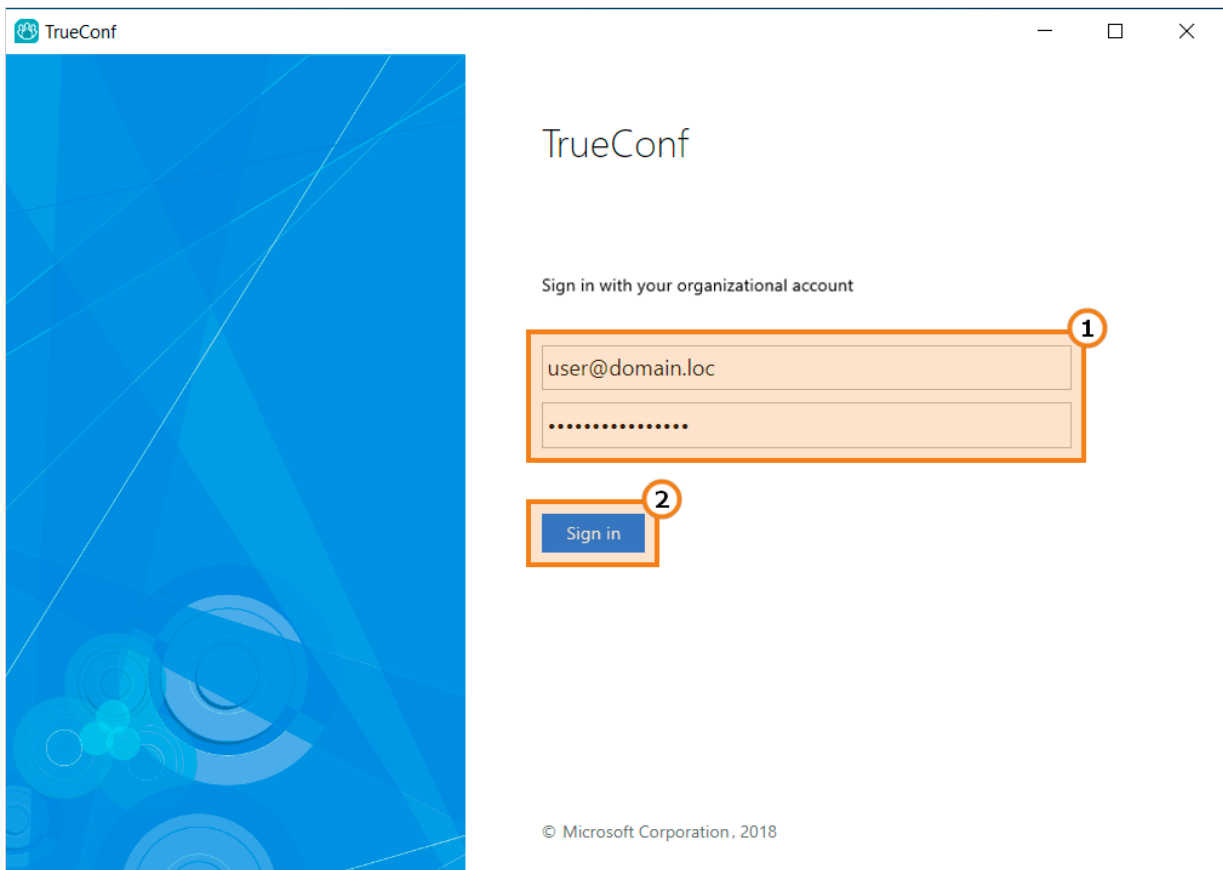 TrueConf
TrueConf
Sign in with your organizational account
1
user@domain.loc
••••••••••••••••
2
Sign in
© Microsoft Corporation, 2018